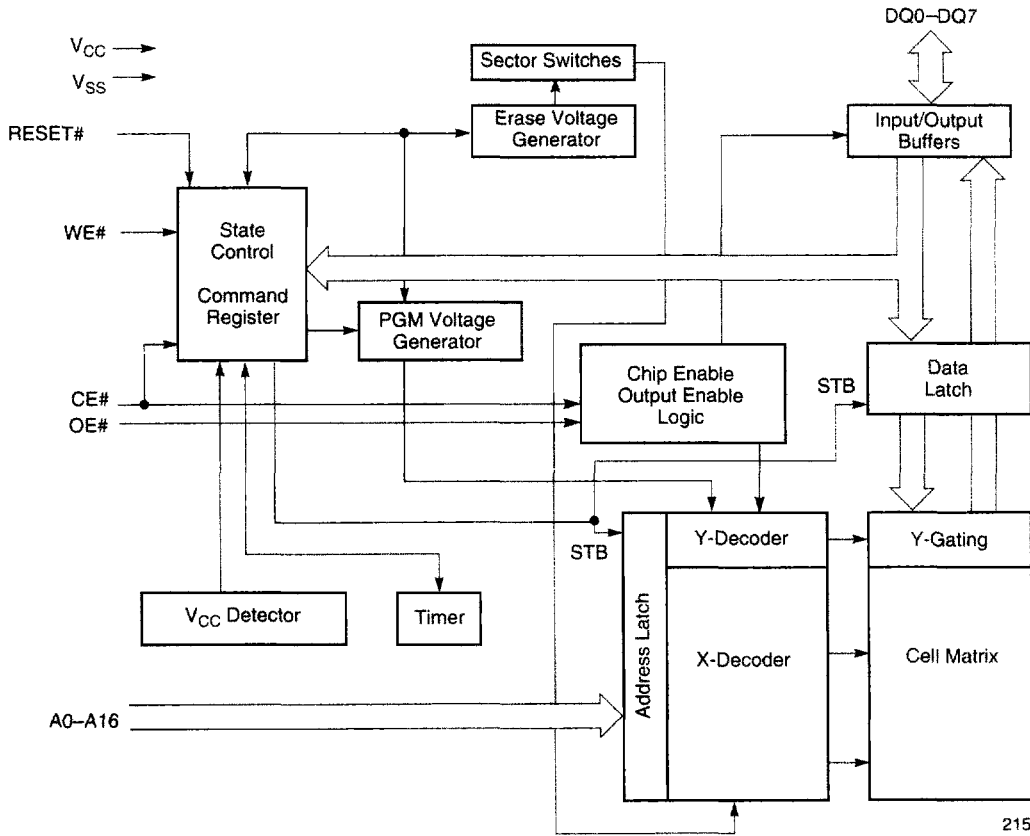 DQ0–DQ7
VCC
VSS
Sector Switches
Erase Voltage
Generator
RESET#
Input/Output
Buffers
WE#
State
Control
Command
Register
PGM Voltage
Generator
Chip Enable
Output Enable
Logic
Data
Latch
STB
CE#
OE#
STB
Y-Decoder
Y-Gating
VCC Detector
Timer
Address Latch
X-Decoder
Cell Matrix
A0–A16
215